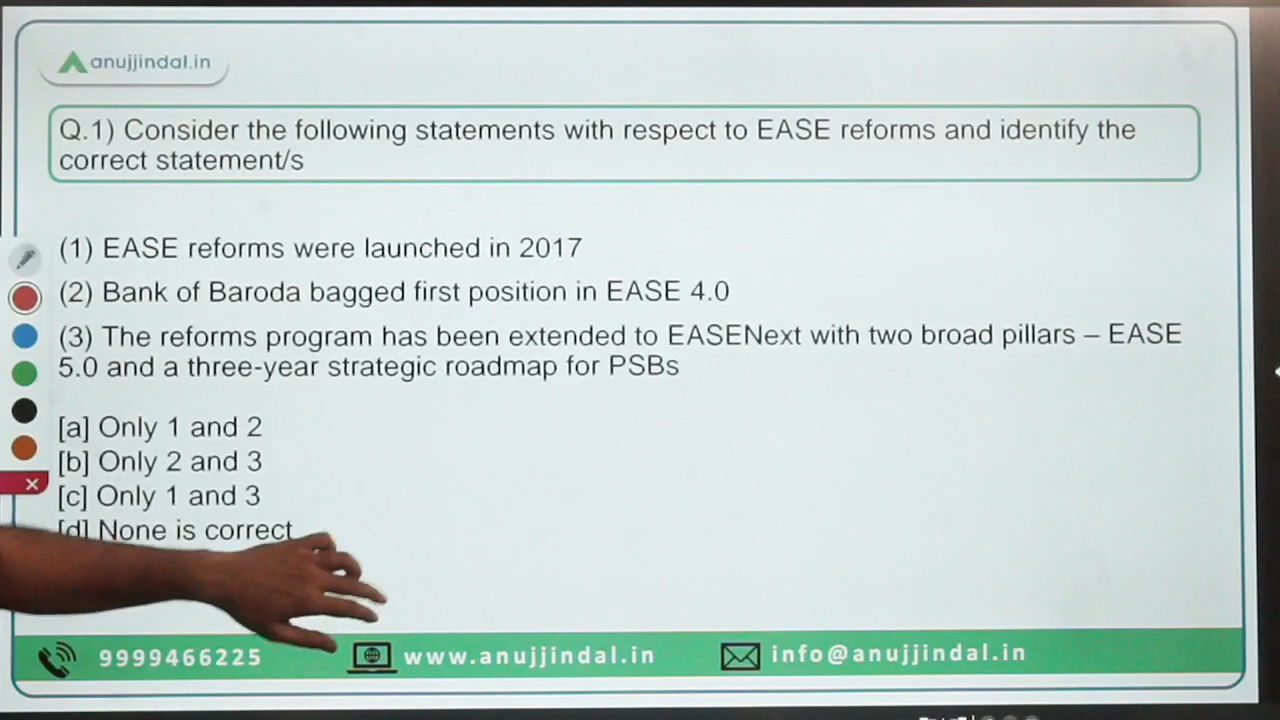 anujjindal.in
Q.1) Consider the following statements with respect to EASE reforms and identify the
correct statement/s
(1) EASE reforms were launched in 2017
(2) Bank of Baroda bagged first position in EASE 4.0
(3) The reforms program has been extended to EASENext with two broad pillars – EASE
5.0 and a three-year strategic roadmap for PSBs
[a] Only 1 and 2
[b] Only 2 and 3
[c] Only 1 and 3
[d] None is correct
9999466225 www.anujjindal.in info@anujjindal.in